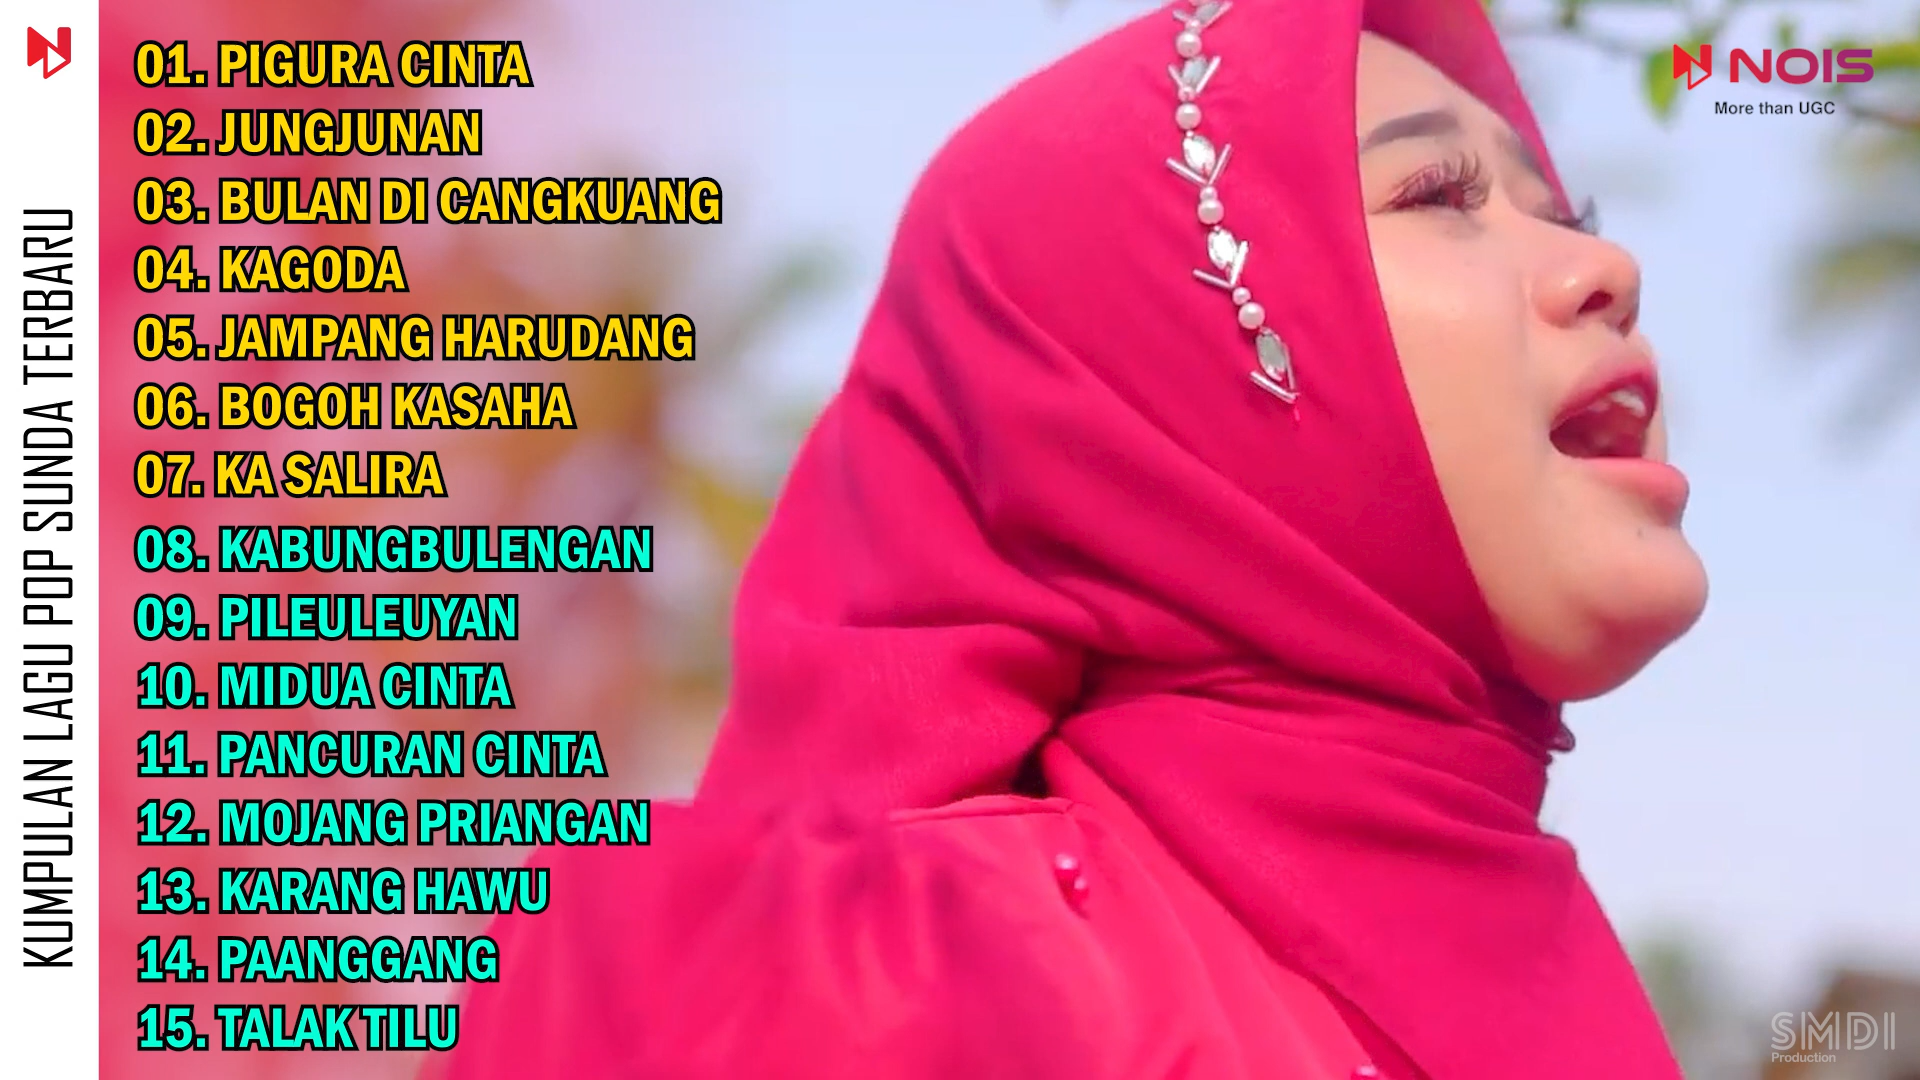 KUMPULAN LAGU POP SUNDA TERBARU
01. PIGURA CINTA
02. JUNGJUNAN
03. BULAN DI CANGKUANG
04. KAGODA
05. JAMPANG HARUDANG
06. BOGOH KASAHA
07. KA SALIRA
08. KABUNGBULENGAN
09. PILEULEUYAN
10. MIDUA CINTA
11. PANCURAN CINTA
12. MOJANG PRIANGAN
13. KARANG HAWU
14. PAANGGANG
15. TALAK TILU
NOIS
More than UGC
SMDI
Production